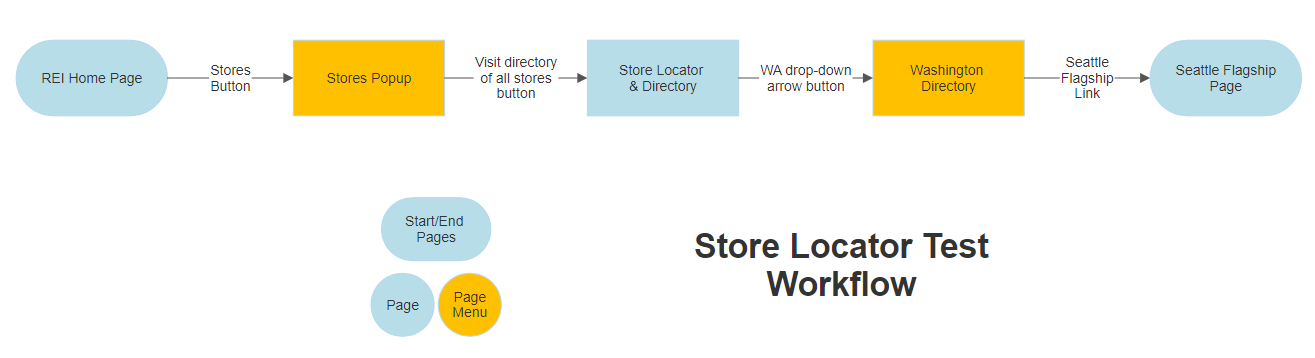 REI Home Page
Stores
Button
Stores Popup
Visit directory
of all stores
button
Store Locator
& Directory
WA drop-down
arrow button
Washington
Directory
Seattle
Flagship
Link
Seattle Flagship
Page
Start/End
Pages
Page
Page
Menu
Store Locator Test
Workflow